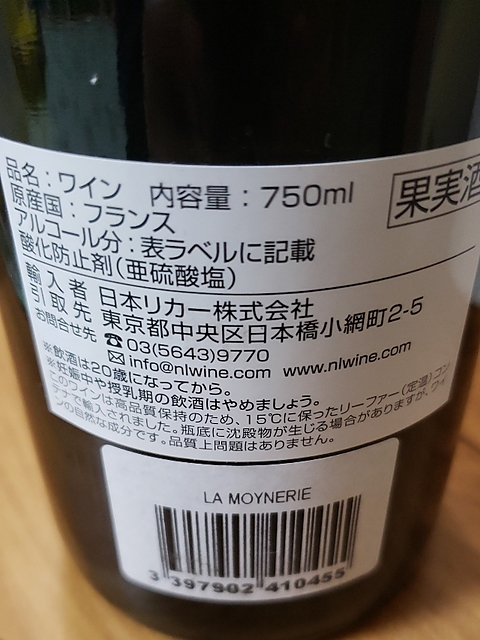 品名：ワイン 内容量：750ml
果実酒
原産国：フランス
アルコール分：表ラベルに記載
酸化防止剤(亜硫酸塩)
輸入者 日本リカー株式会社
引取先 東京都中央区日本橋小網町2-5
お問合せ先 ☎03(5643)9770
✉info@nlwine.com www.nlwine.com
※飲酒は20歳になってから。
※妊娠中や授乳期の飲酒はやめましょう。
このワインは高品質保持のため、15℃に保ったリーファー(定温)コン
テナで輸入されました。瓶底に沈殿物が生じる場合がありますが、ワイ
ンの自然な成分です。品質上問題はありません。
LA MOYNERIE
3 397902 410455